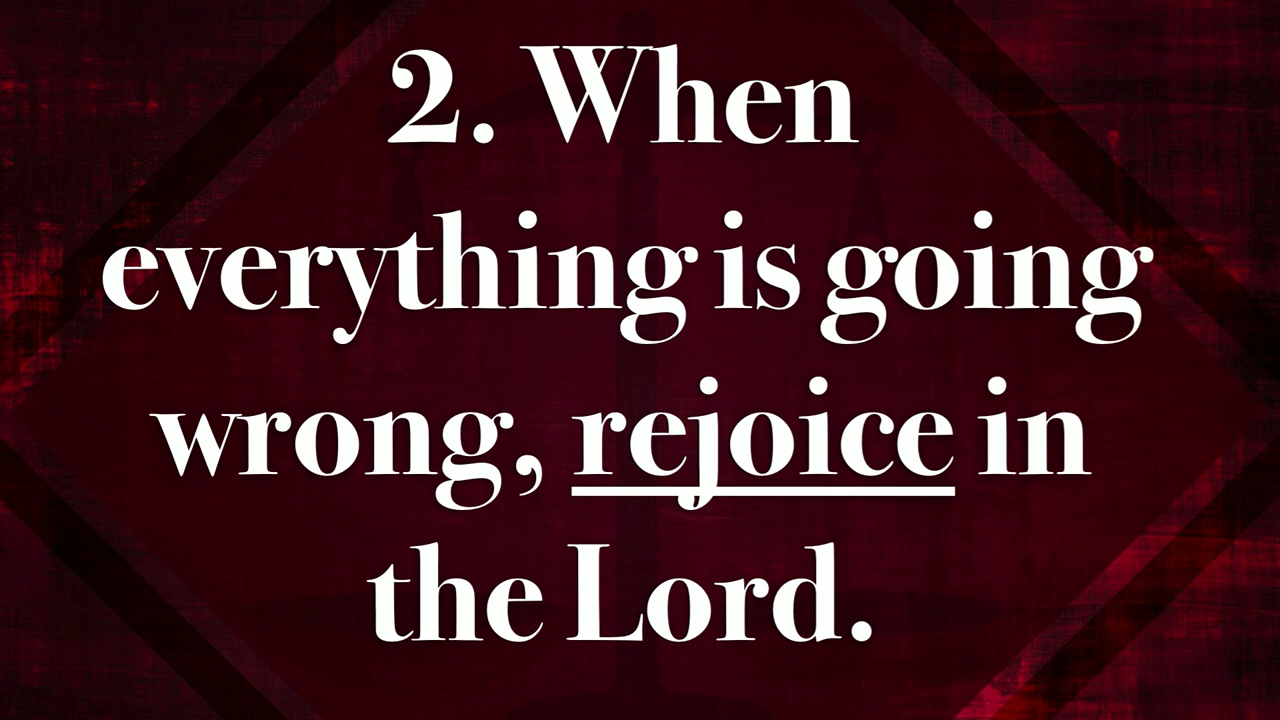 2. When
everything is going
wrong, rejoice in
the Lord.